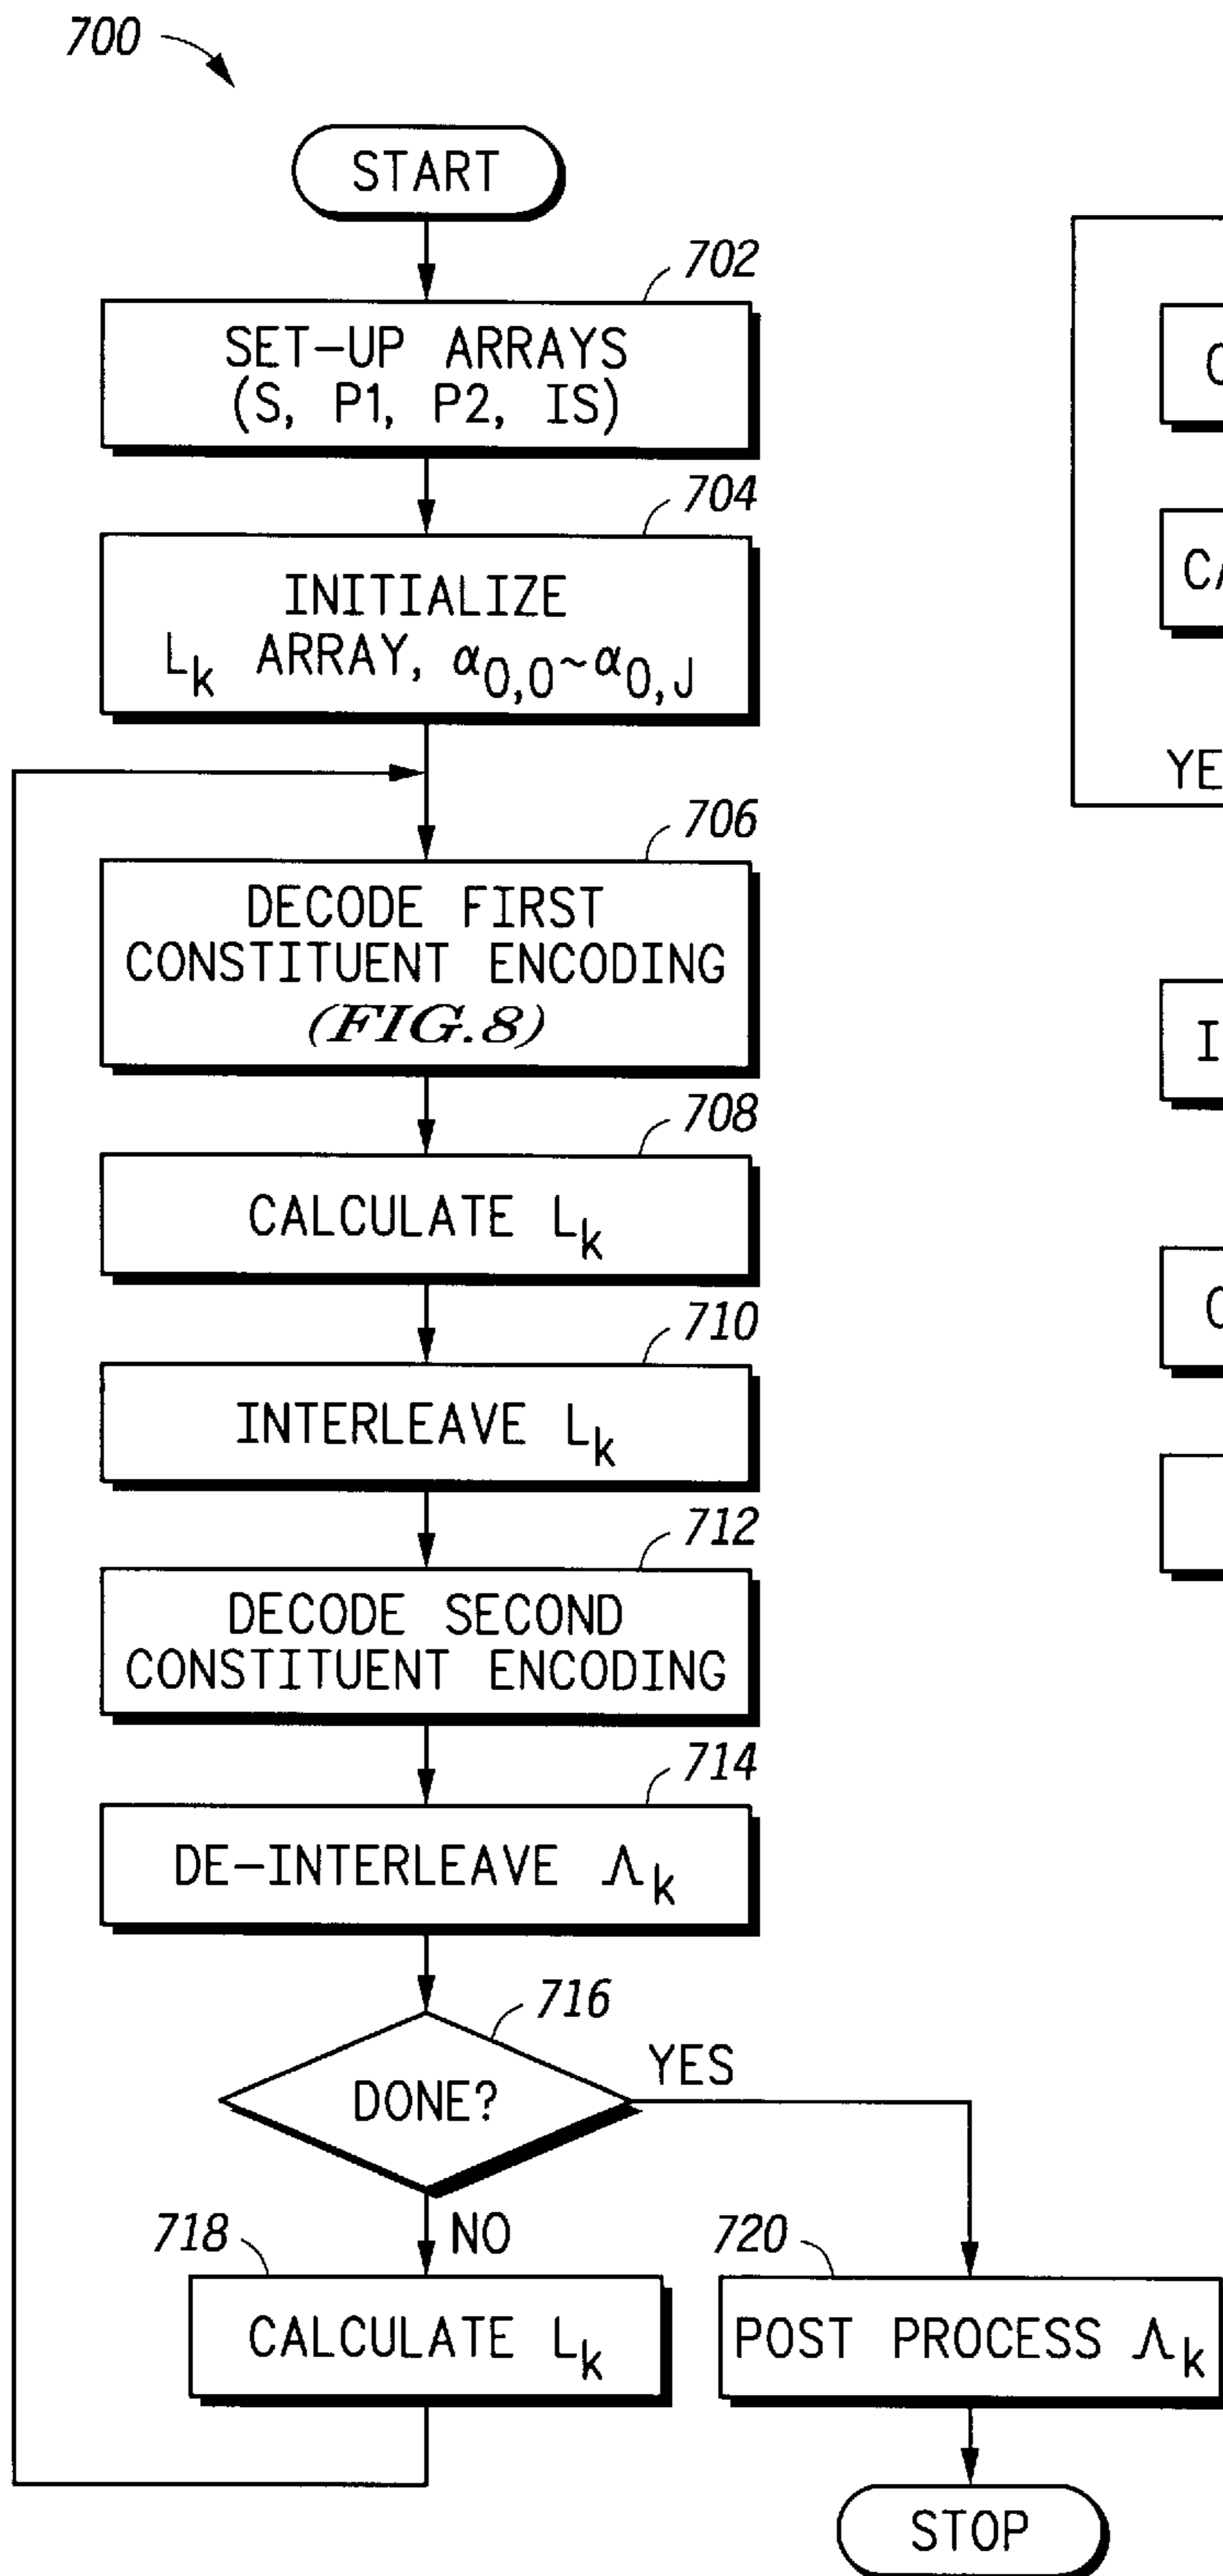 700
START
702
SET-UP ARRAYS
(S, P1, P2, IS)
704
INITIALIZE
Lk ARRAY, α0,0~α0,J
706
DECODE FIRST
CONSTITUENT ENCODING
(FIG.8)
708
CALCULATE Lk
710
INTERLEAVE Lk
712
DECODE SECOND
CONSTITUENT ENCODING
714
DE-INTERLEAVE Λk
716
DONE?
YES
NO
718
CALCULATE Lk
720
POST PROCESS Λk
STOP